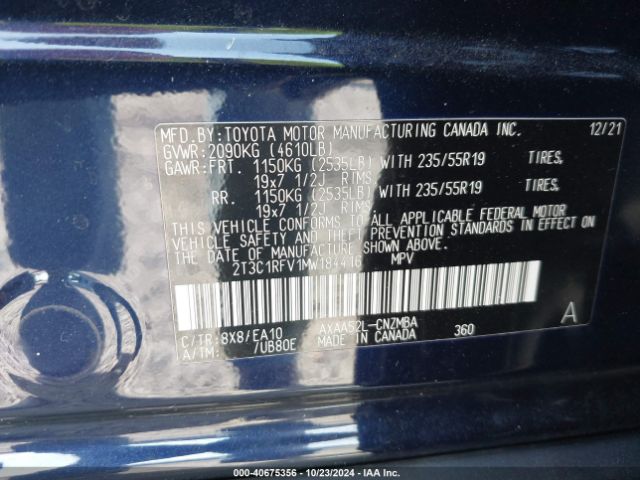 MFD. BY: TOYOTA MOTOR MANUFACTURING CANADA INC. 12/21
GVWR: 2090KG (4610LB)
GAWR: FRT. 1150KG (2535LB) WITH 235/55R19 TIRES,
19x7 1/2J RIMS
RR. 1150KG (2535LB) WITH 235/55R19 TIRES,
19x7 1/2J RIMS
THIS VEHICLE CONFORMS TO ALL APPLICABLE FEDERAL MOTOR
VEHICLE SAFETY AND THEFT PREVENTION STANDARDS IN EFFECT ON
THE DATE OF MANUFACTURE SHOWN ABOVE.
2T3C1RFV1MW184416 MPV
C/TR: 8X8/EA10 AXAA52L-CNZMBA 360 A
A/TM: /UB80E MADE IN CANADA
000-40675356 - 10/23/2024 - IAA Inc.